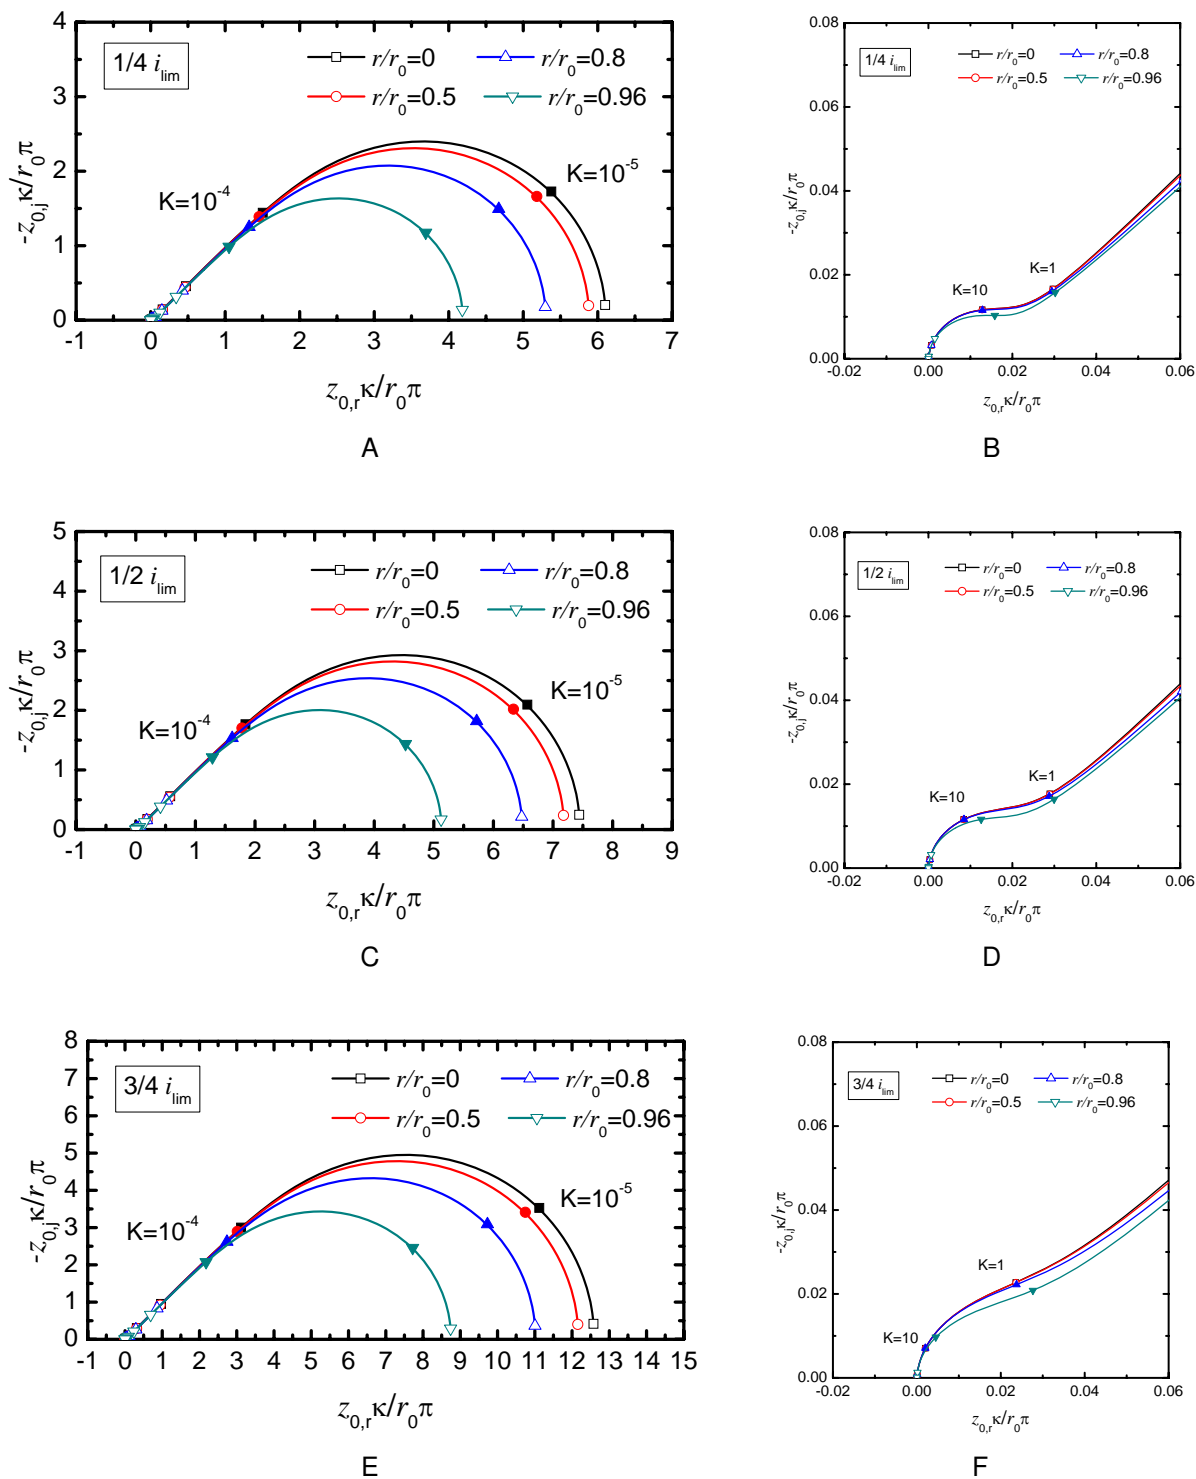 4
3
2
1
0
1/4 i_lim
r/r_0=0
r/r_0=0.8
r/r_0=0.5
r/r_0=0.96
K=10^-4
K=10^-5
-z_0,j κ/r_0π
0 1 2 3 4 5 6 7
-1
z_0,r κ/r_0π
A
0.08
0.06
0.04
0.02
0.00
1/4 i_lim
r/r_0=0
r/r_0=0.8
r/r_0=0.5
r/r_0=0.96
K=1
K=10
-z_0,j κ/r_0π
-0.02 0.00 0.02 0.04 0.06
z_0,r κ/r_0π
B
5
4
3
2
1
0
1/2 i_lim
r/r_0=0
r/r_0=0.8
r/r_0=0.5
r/r_0=0.96
K=10^-4
K=10^-5
-z_0,j κ/r_0π
-1 0 1 2 3 4 5 6 7 8 9
z_0,r κ/r_0π
C
0.08
0.06
0.04
0.02
0.00
1/2 i_lim
r/r_0=0
r/r_0=0.8
r/r_0=0.5
r/r_0=0.96
K=1
K=10
-z_0,j κ/r_0π
-0.02 0.00 0.02 0.04 0.06
z_0,r κ/r_0π
D
8
7
6
5
4
3
2
1
0
3/4 i_lim
r/r_0=0
r/r_0=0.8
r/r_0=0.5
r/r_0=0.96
K=10^-4
K=10^-5
-z_0,j κ/r_0π
-1 0 1 2 3 4 5 6 7 8 9 10 11 12 13 14 15
z_0,r κ/r_0π
E
0.08
0.06
0.04
0.02
0.00
3/4 i_lim
r/r_0=0
r/r_0=0.8
r/r_0=0.5
r/r_0=0.96
K=1
K=10
-z_0,j κ/r_0π
-0.02 0.00 0.02 0.04 0.06
z_0,r κ/r_0π
F